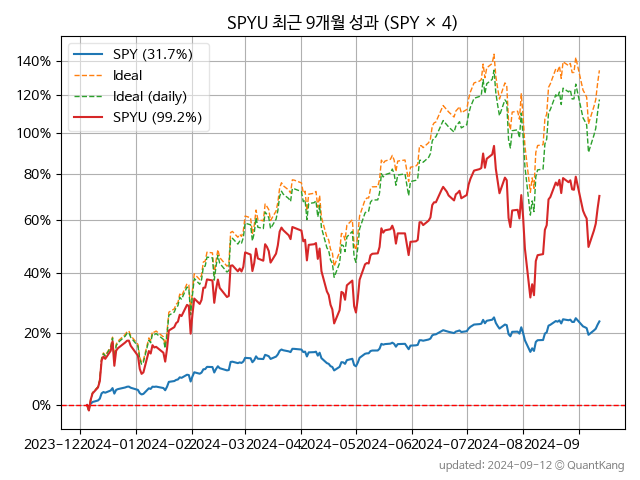 SPYU 최근 9개월 성과 (SPY × 4)
SPY (31.7%)
Ideal
Ideal (daily)
SPYU (99.2%)
140%
120%
100%
80%
60%
40%
20%
0%
2023-12 2024-01 2024-02 2024-03 2024-04 2024-05 2024-06 2024-07 2024-08 2024-09
updated: 2024-09-12 © QuantKang